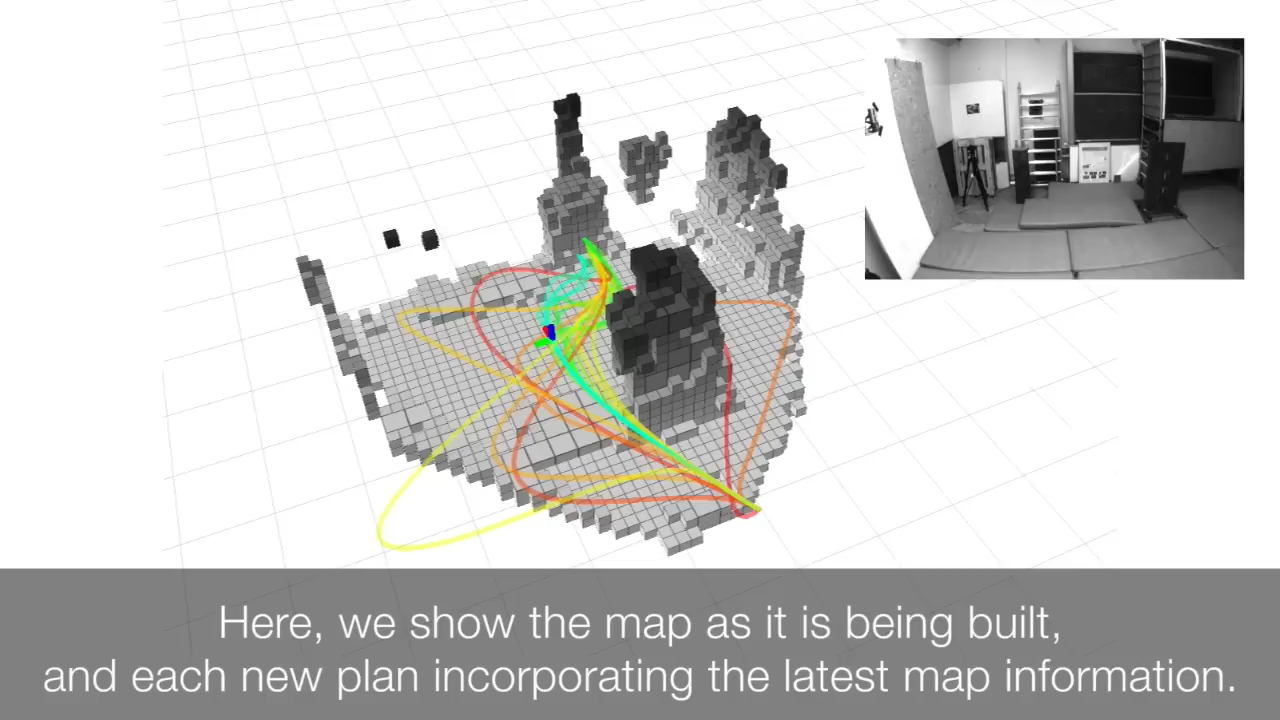 Here, we show the map as it is being built,
and each new plan incorporating the latest map information.